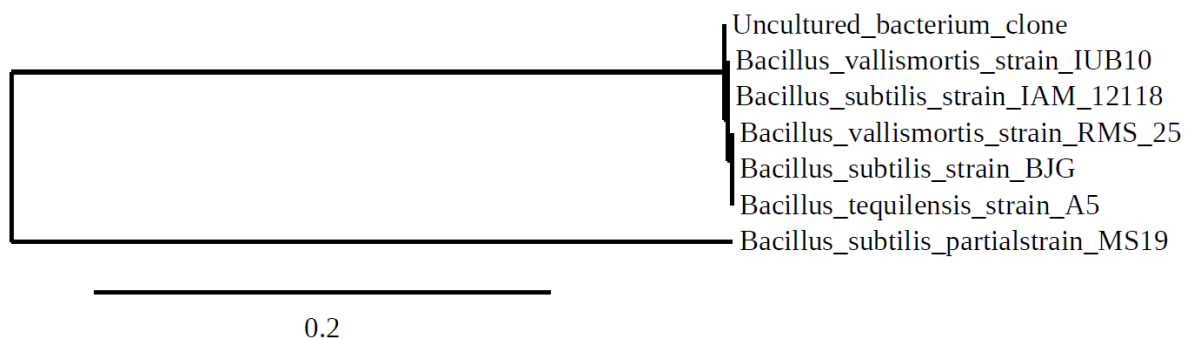 Uncultured_bacterium_clone
Bacillus_vallismortis_strain_IUB10
Bacillus_subtilis_strain_IAM_12118
Bacillus_vallismortis_strain_RMS_25
Bacillus_subtilis_strain_BJG
Bacillus_tequilensis_strain_A5
Bacillus_subtilis_partialstrain_MS19
0.2